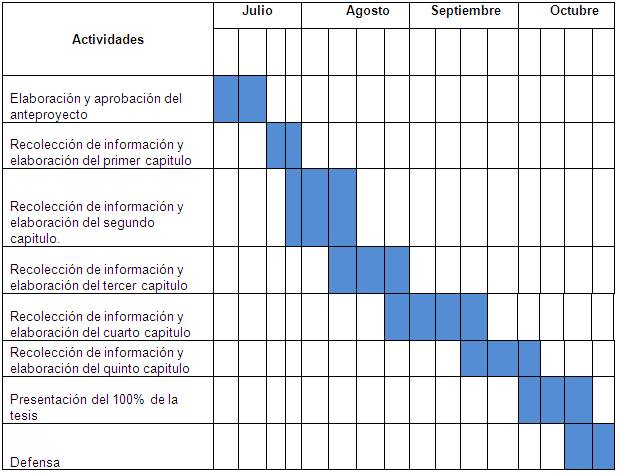 Julio Agosto Septiembre Octubre
Actividades
Elaboración y aprobación del
anteproyecto
Recolección de información y
elaboración del primer capitulo
Recolección de información y
elaboración del segundo
capitulo.
Recolección de información y
elaboración del tercer capitulo
Recolección de información y
elaboración del cuarto capitulo
Recolección de información y
elaboración del quinto capitulo
Presentación del 100% de la
tesis
Defensa